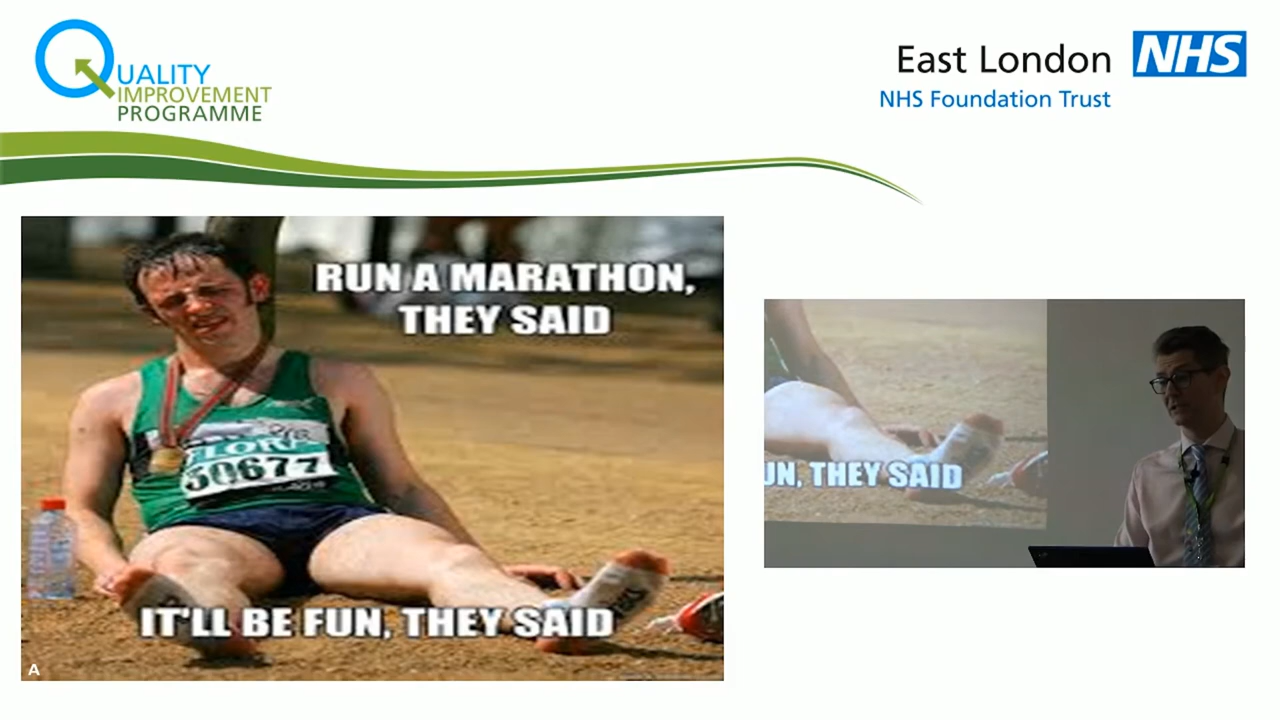 QUALITY
IMPROVEMENT
PROGRAMME
East London NHS
NHS Foundation Trust
RUN A MARATHON,
THEY SAID
50677
IT'LL BE FUN, THEY SAID
A
UN, THEY SAID